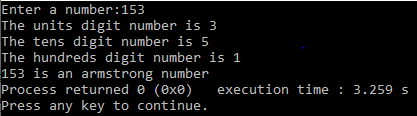 Enter a number:153
The units digit number is 3
The tens digit number is 5
The hundreds digit number is 1
153 is an armstrong number
Process returned 0 (0x0)   execution time : 3.259 s
Press any key to continue.